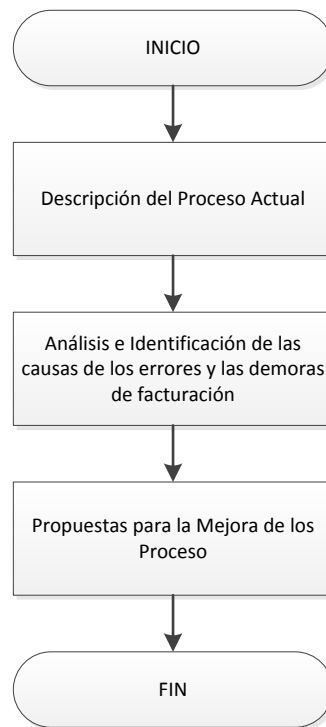 INICIO
Descripción del Proceso Actual
Análisis e Identificación de las
causas de los errores y las demoras
de facturación
Propuestas para la Mejora de los
Proceso
FIN